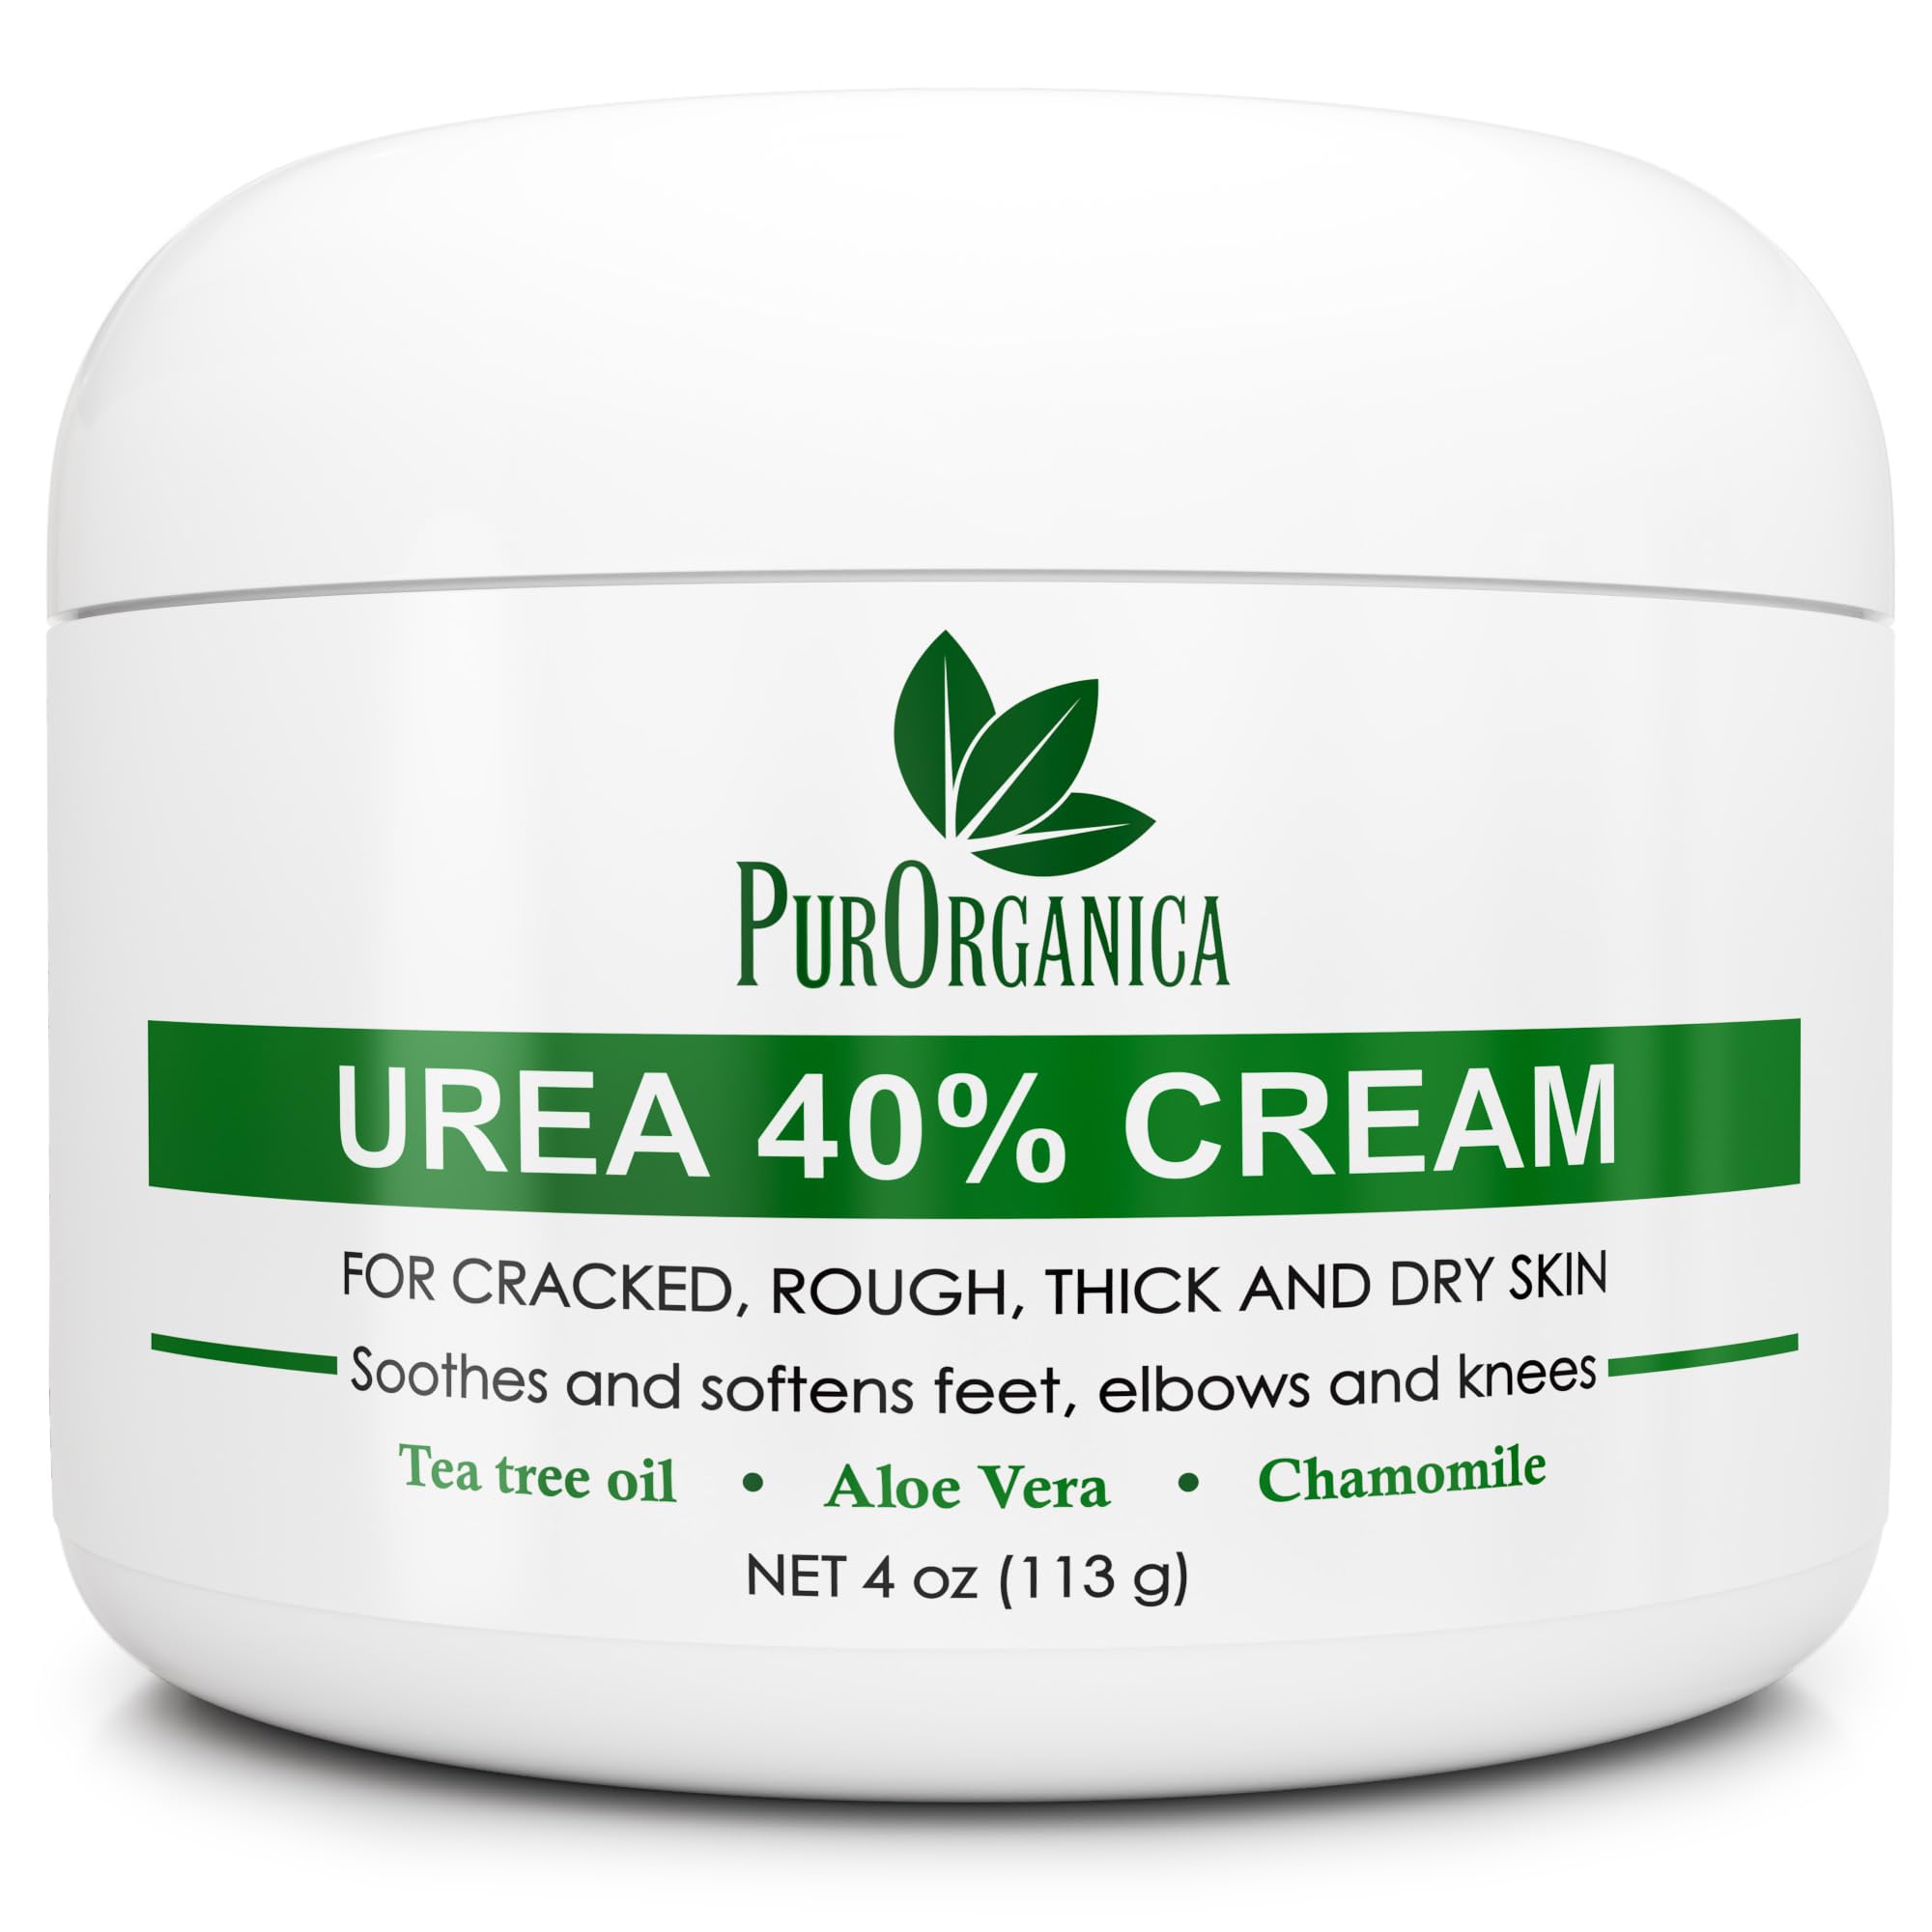 PURORGANICA
UREA 40% CREAM
FOR CRACKED, ROUGH, THICK AND DRY SKIN
Soothes and softens feet, elbows and knees
Tea tree oil • Aloe Vera • Chamomile
NET 4 oz (113 g)